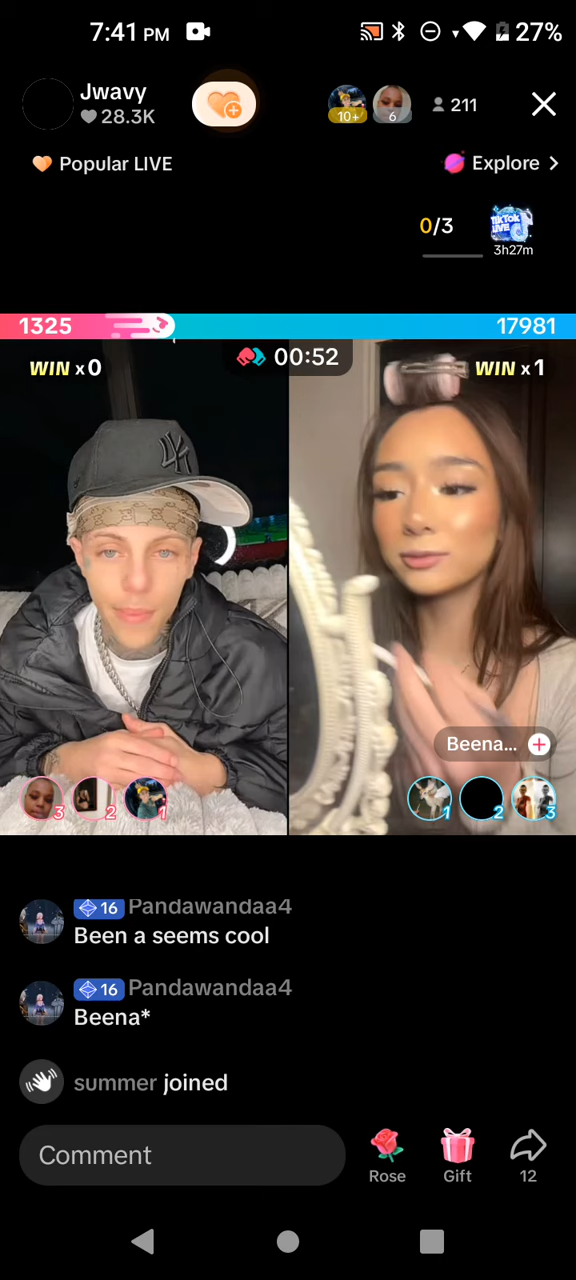 7:41 PM
27%
Jwavy
28.3K
10+
6
211
Popular LIVE
Explore >
0/3
TikTok LIVE
3h27m
1325
17981
WIN x0
00:52
WIN x1
NY
Beena...
3
2
1
1
2
3
16 Pandawandaa4
Been a seems cool
16 Pandawandaa4
Beena*
summer joined
Comment
Rose
Gift
12